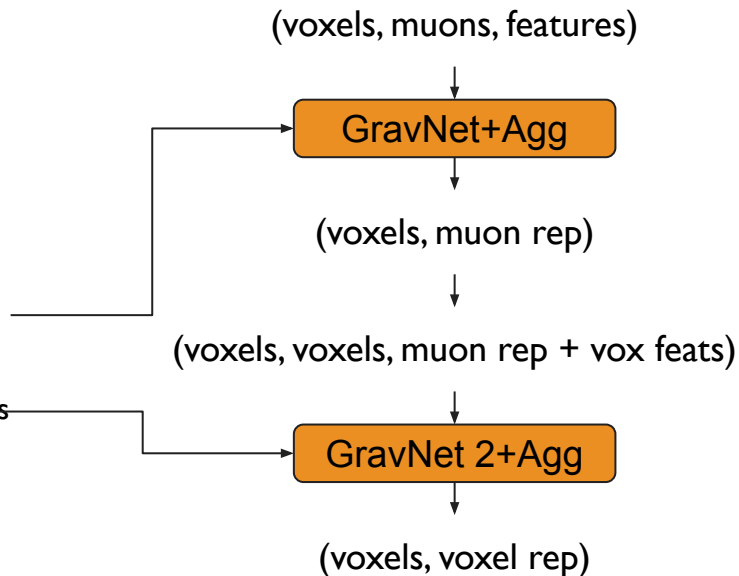 (voxels, muons, features)
GravNet+Agg
(voxels, muon rep)
(voxels, voxels, muon rep + vox feats)
s
GravNet 2+Agg
(voxels, voxel rep)